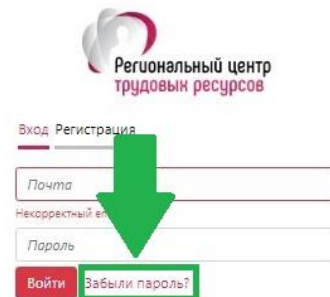 Региональный центр
трудовых ресурсов
Вход Регистрация
Почта
Некорректный
Пароль
Войти Забыли пароль?